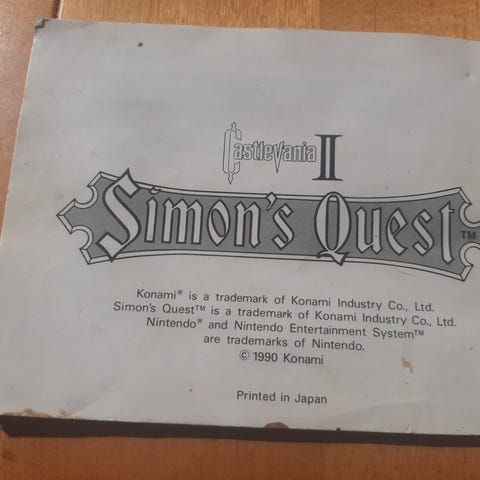 Castlevania II
Simon's Quest™
Konami® is a trademark of Konami Industry Co., Ltd.
Simon's Quest™ is a trademark of Konami Industry Co., Ltd.
Nintendo® and Nintendo Entertainment System™
are trademarks of Nintendo.
© 1990 Konami
Printed in Japan